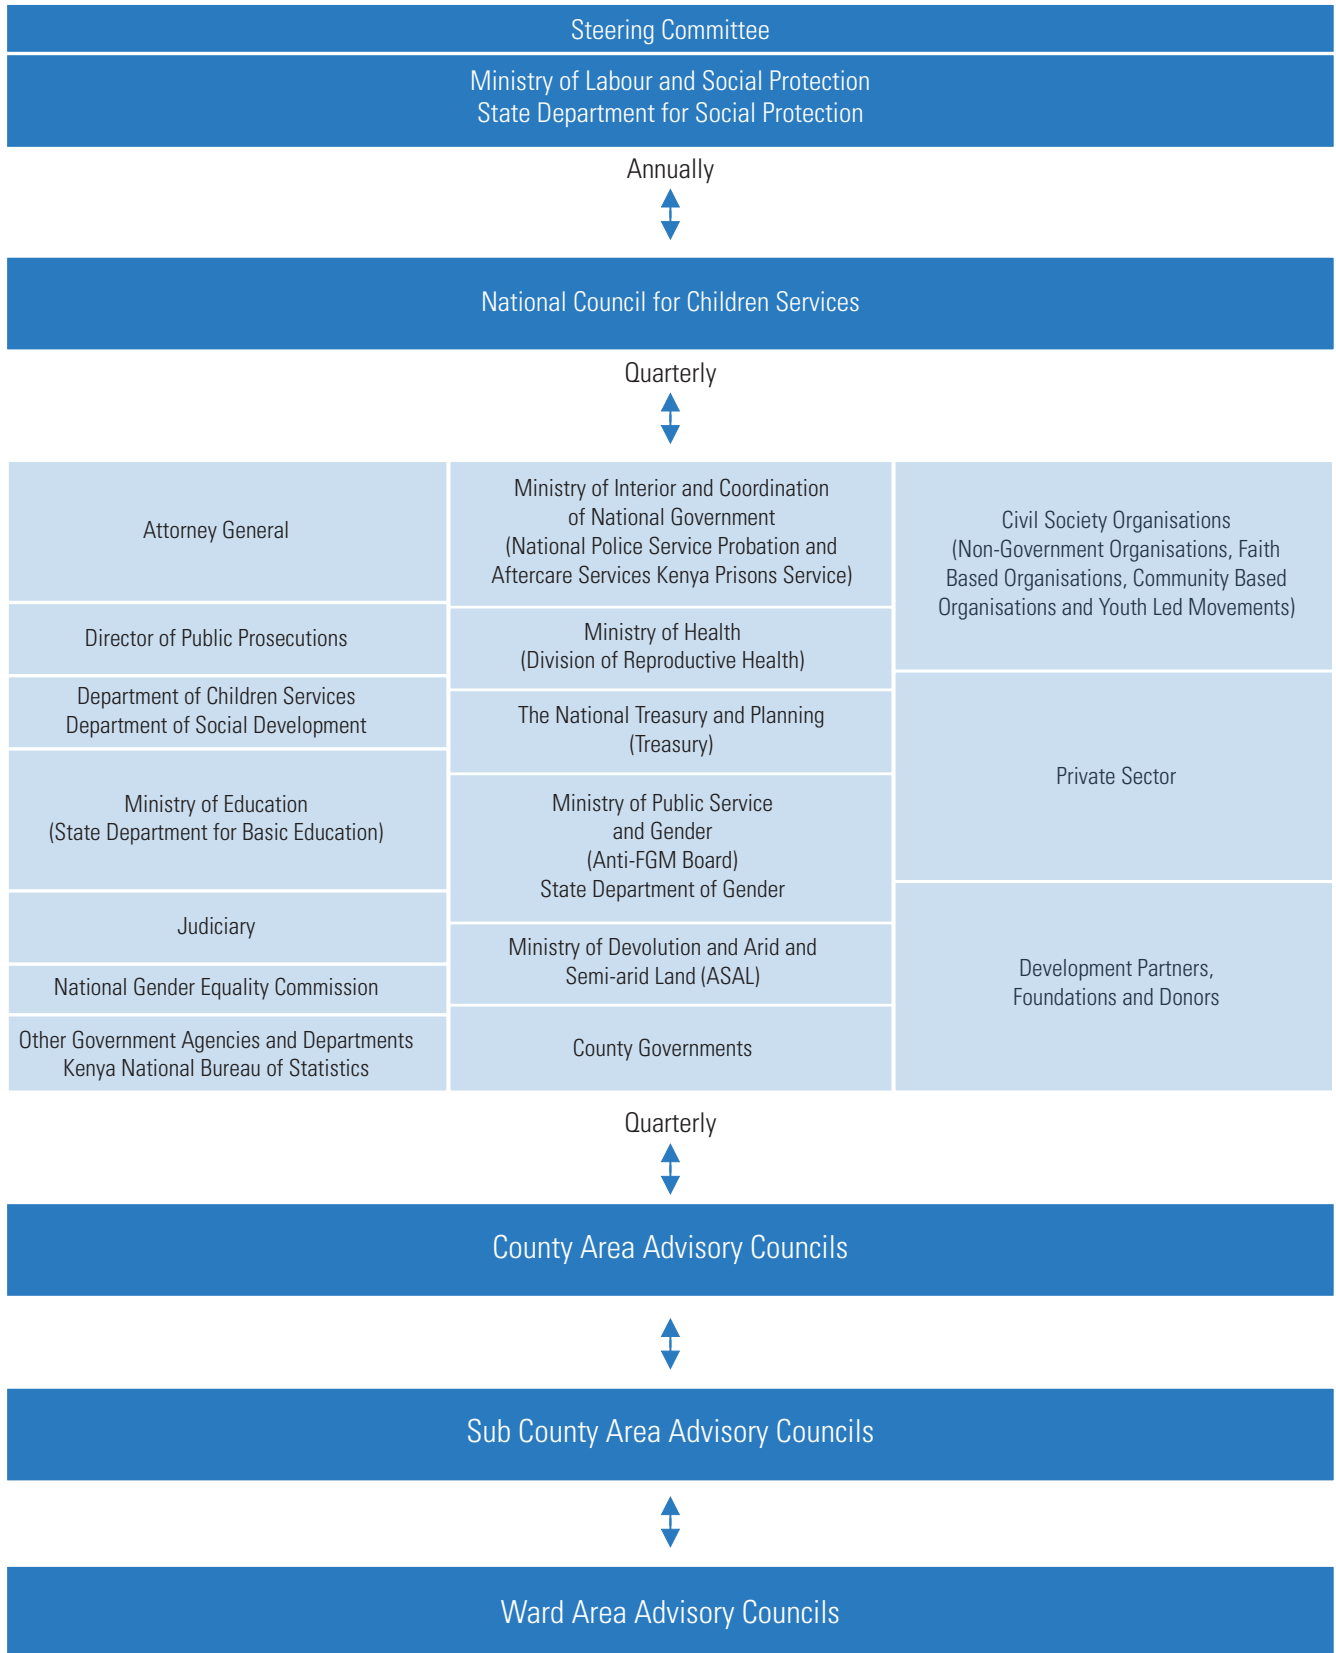 Steering Committee
Ministry of Labour and Social Protection
State Department for Social Protection
Annually
National Council for Children Services
Quarterly
Attorney General
Director of Public Prosecutions
Department of Children Services
Department of Social Development
Ministry of Education
(State Department for Basic Education)
Judiciary
National Gender Equality Commission
Other Government Agencies and Departments
Kenya National Bureau of Statistics
Ministry of Interior and Coordination
of National Government
(National Police Service Probation and
Aftercare Services Kenya Prisons Service)
Ministry of Health
(Division of Reproductive Health)
The National Treasury and Planning
(Treasury)
Ministry of Public Service
and Gender
(Anti-FGM Board)
State Department of Gender
Ministry of Devolution and Arid and
Semi-arid Land (ASAL)
County Governments
Civil Society Organisations
(Non-Government Organisations, Faith
Based Organisations, Community Based
Organisations and Youth Led Movements)
Private Sector
Development Partners,
Foundations and Donors
Quarterly
County Area Advisory Councils
Sub County Area Advisory Councils
Ward Area Advisory Councils